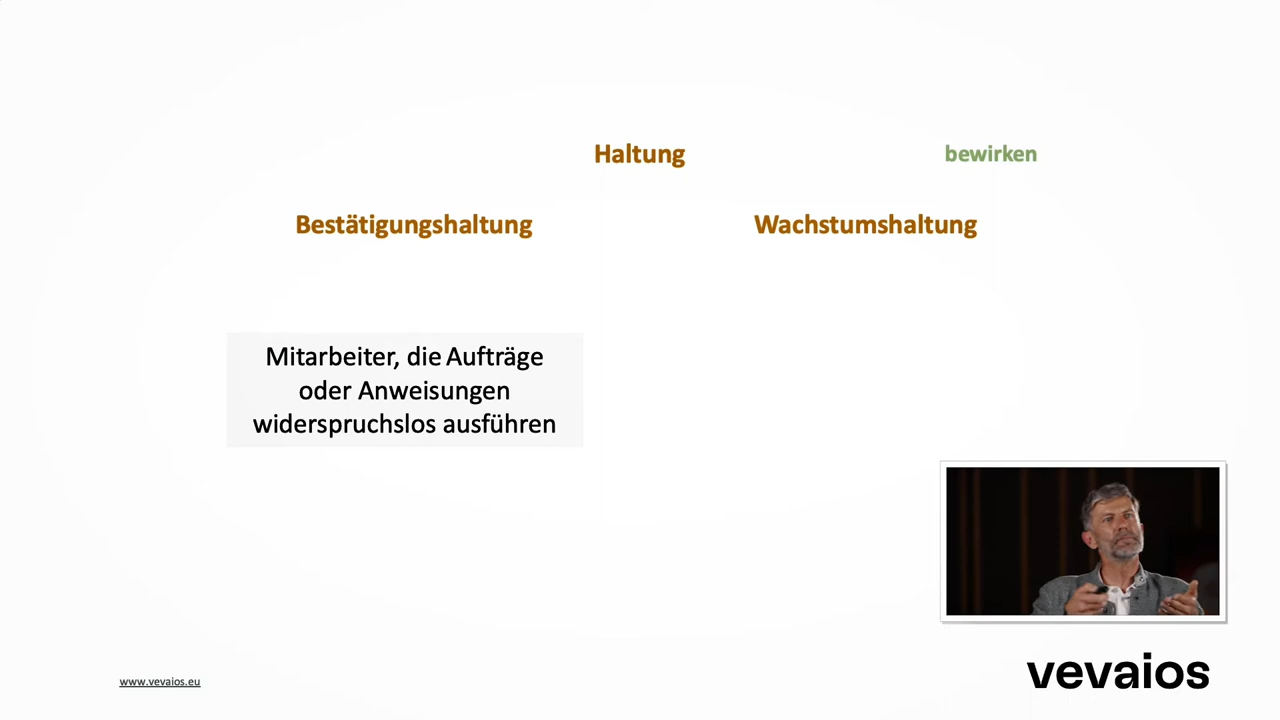 Haltung
bewirken
Bestätigungshaltung
Wachstumshaltung
Mitarbeiter, die Aufträge
oder Anweisungen
widerspruchslos ausführen
www.vevaios.eu
vevaios